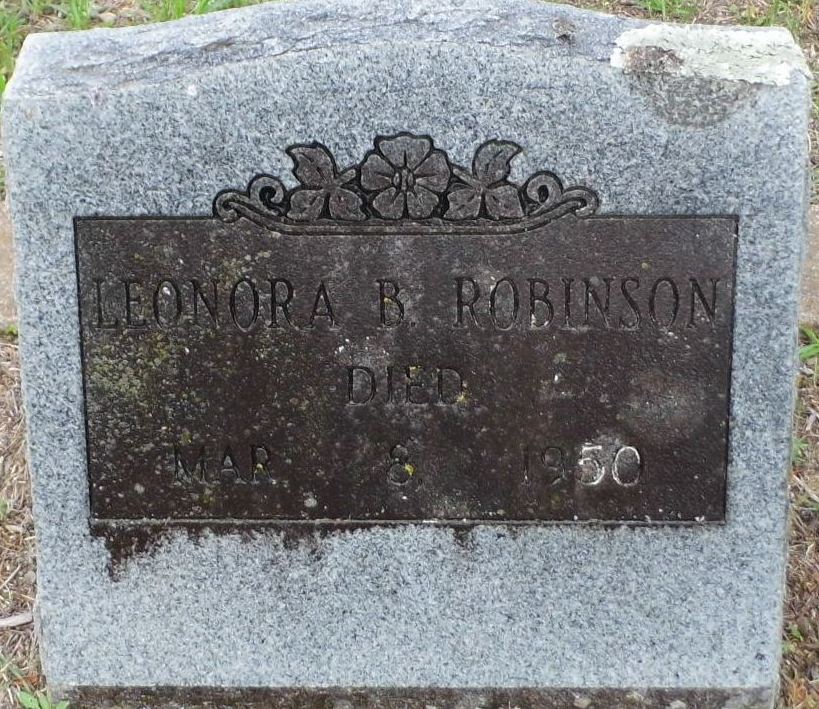 LEONORA B. ROBINSON
DIED
MAR. 8, 1950